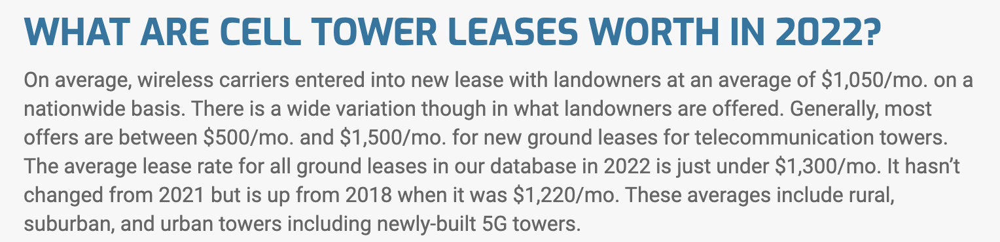 WHAT ARE CELL TOWER LEASES WORTH IN 2022?
On average, wireless carriers entered into new lease with landowners at an average of $1,050/mo. on a
nationwide basis. There is a wide variation though in what landowners are offered. Generally, most
offers are between $500/mo. and $1,500/mo. for new ground leases for telecommunication towers.
The average lease rate for all ground leases in our database in 2022 is just under $1,300/mo. It hasn’t
changed from 2021 but is up from 2018 when it was $1,220/mo. These averages include rural,
suburban, and urban towers including newly-built 5G towers.